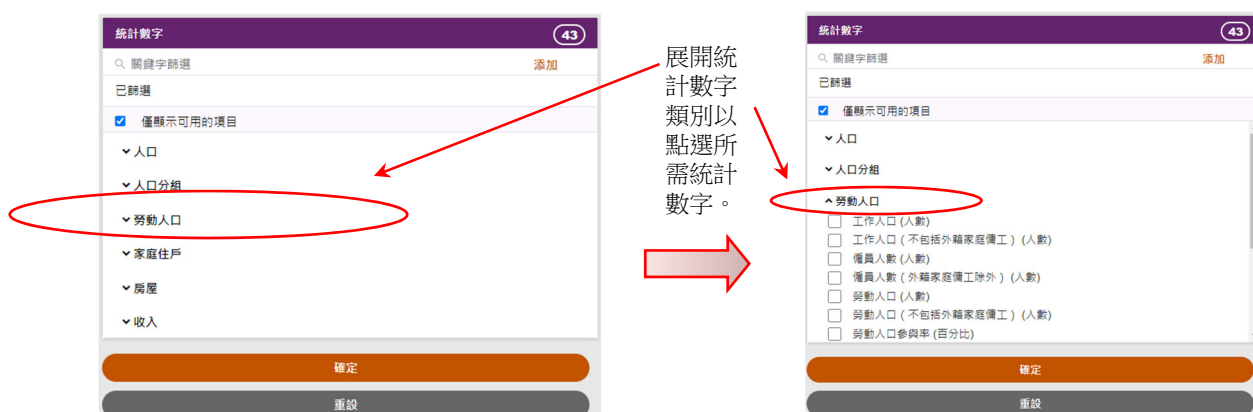 統計數字 43
關鍵字篩選 添加
已篩選
僅顯示可用的項目
人口
人口分組
勞動人口
家庭住戶
房屋
收入
確定
重設
展開統
計數字
類別以
點選所
需統計
數字。
統計數字 43
關鍵字篩選 添加
已篩選
僅顯示可用的項目
人口
人口分組
勞動人口
工作人口 (人數)
工作人口（不包括外籍家庭傭工）(人數)
僱員人數 (人數)
僱員人數（外籍家庭傭工除外）(人數)
勞動人口 (人數)
勞動人口（不包括外籍家庭傭工）(人數)
勞動人口參與率 (百分比)
確定
重設